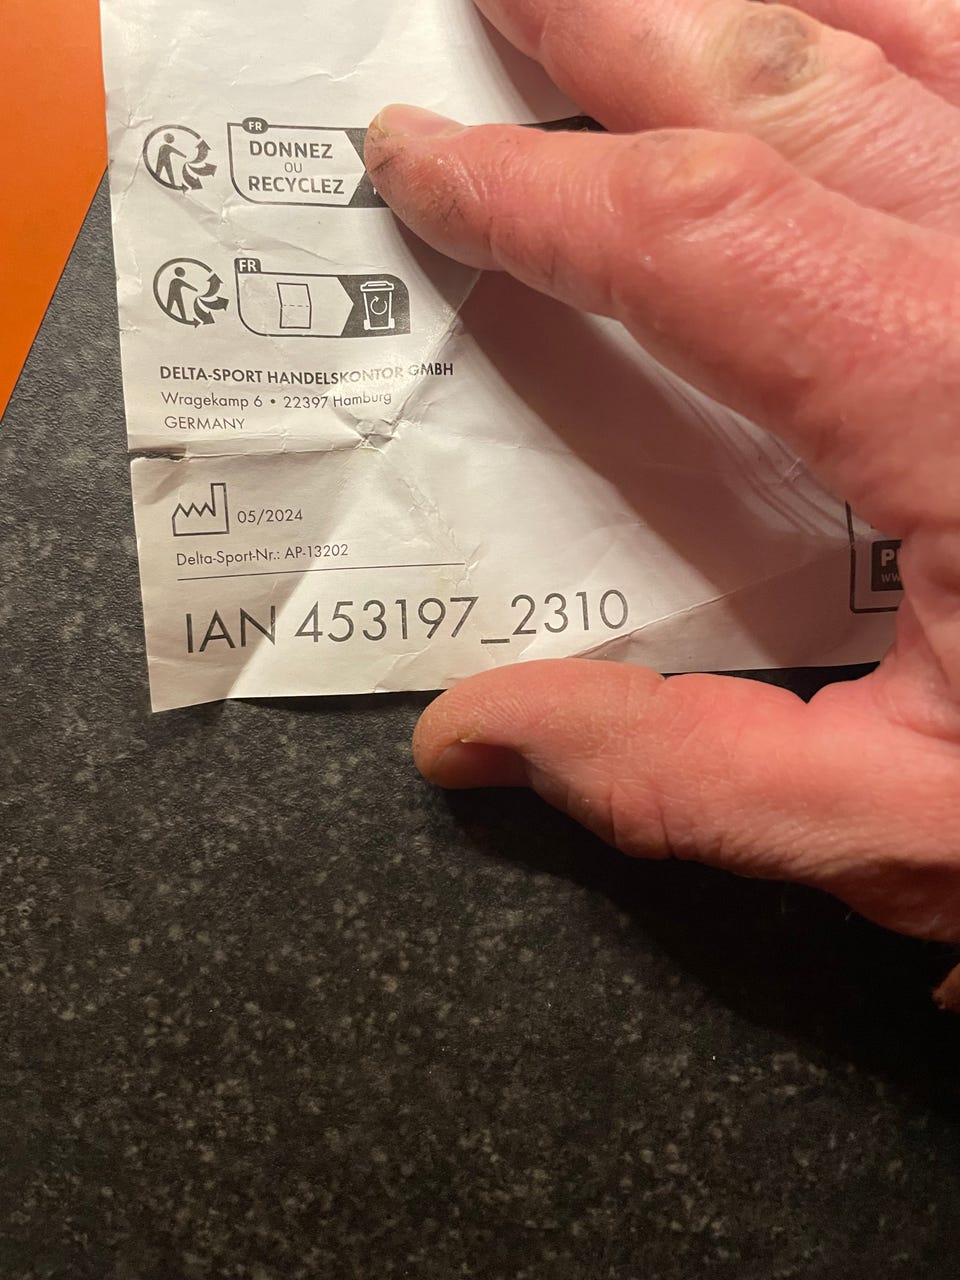 FR
DONNEZ
OU
RECYCLEZ
FR
DELTA-SPORT HANDELSKONTOR GMBH
Wragekamp 6 • 22397 Hamburg
GERMANY
05/2024
Delta-Sport-Nr.: AP-13202
IAN 453197_2310